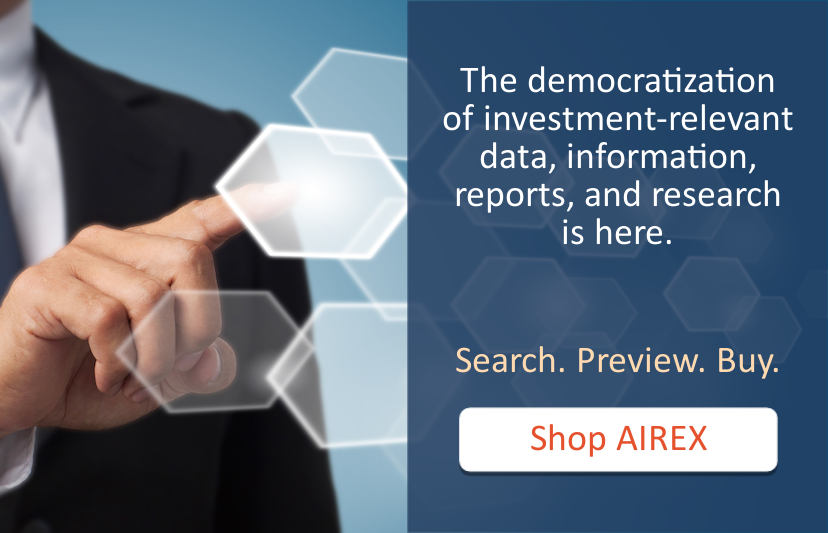 The democratization
of investment-relevant
data, information,
reports, and research
is here.
Search. Preview. Buy.
Shop AIREX